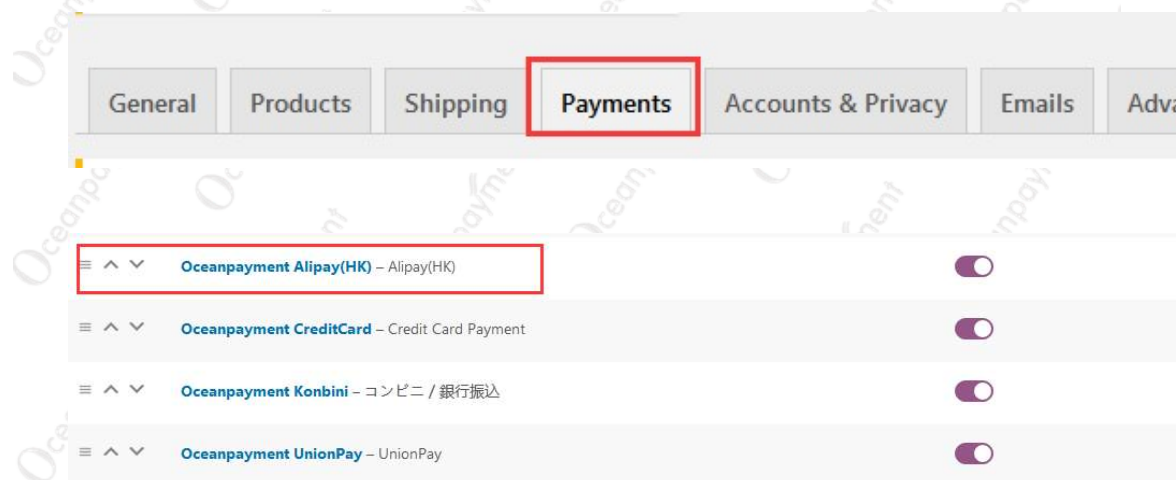 General Products Shipping Payments Accounts & Privacy Emails
Oceanpayment Alipay(HK) – Alipay(HK)
Oceanpayment CreditCard – Credit Card Payment
Oceanpayment Konbini – コンビニ / 銀行振込
Oceanpayment UnionPay – UnionPay